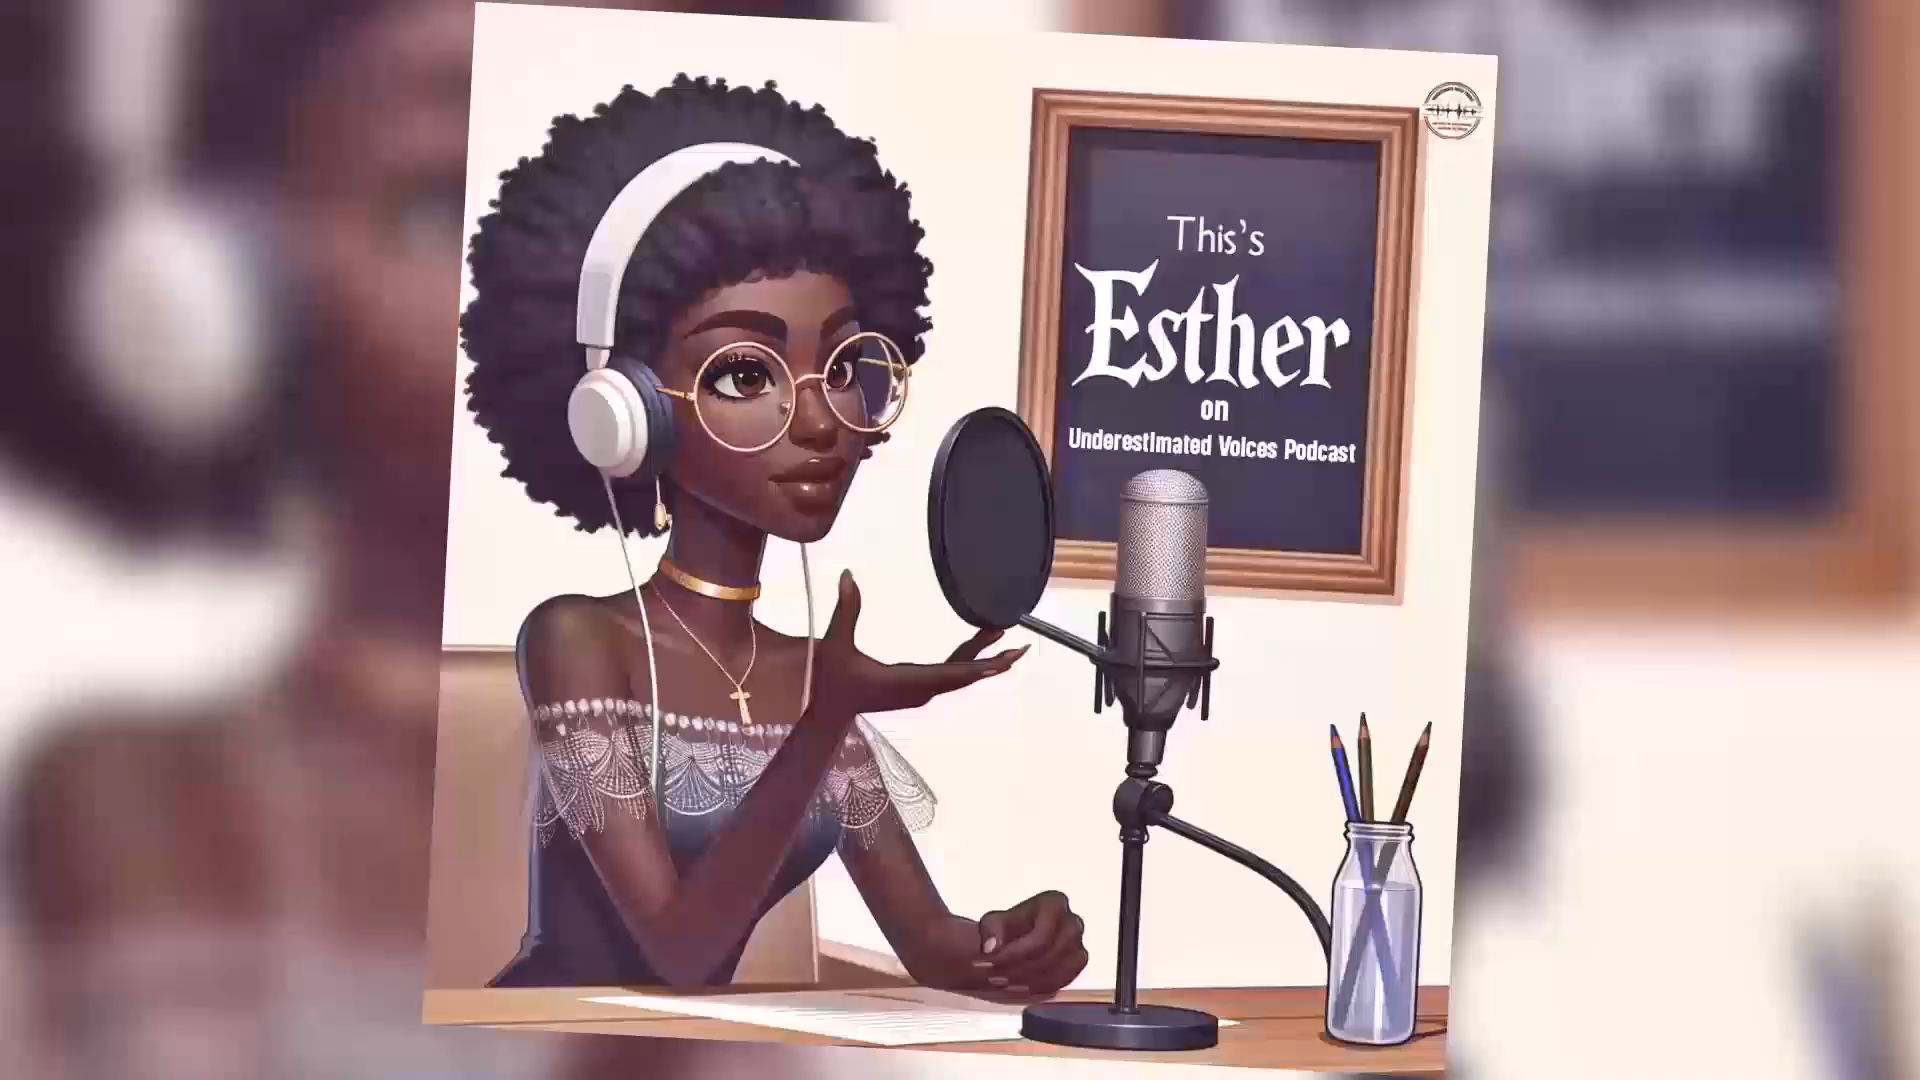 This's
Esther
on
Underestimated Voices Podcast